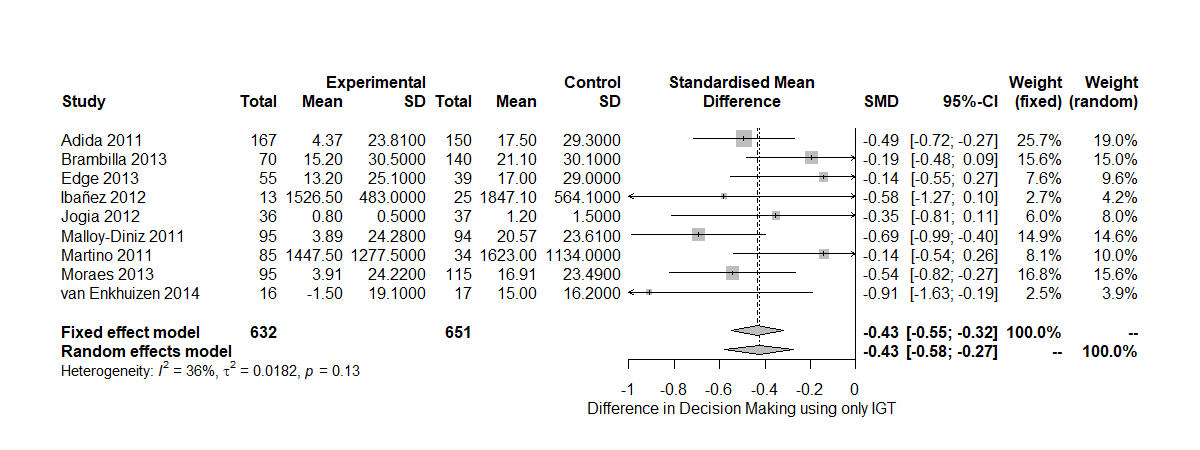 Experimental Control Standardised Mean Weight Weight
Study Total Mean SD Total Mean SD Difference SMD 95%-CI (fixed) (random)
Adida 2011 167 4.37 23.8100 150 17.50 29.3000 -0.49 [-0.72; -0.27] 25.7% 19.0%
Brambilla 2013 70 15.20 30.5000 140 21.10 30.1000 -0.19 [-0.48; 0.09] 15.6% 15.0%
Edge 2013 55 13.20 25.1000 39 17.00 29.0000 -0.14 [-0.55; 0.27] 7.6% 9.6%
Ibañez 2012 13 1526.50 483.0000 25 1847.10 564.1000 -0.58 [-1.27; 0.10] 2.7% 4.2%
Jogia 2012 36 0.80 0.5000 37 1.20 1.5000 -0.35 [-0.81; 0.11] 6.0% 8.0%
Malloy-Diniz 2011 95 3.89 24.2800 94 20.57 23.6100 -0.69 [-0.99; -0.40] 14.9% 14.6%
Martino 2011 85 1447.50 1277.5000 34 1623.00 1134.0000 -0.14 [-0.54; 0.26] 8.1% 10.0%
Moraes 2013 95 3.91 24.2200 115 16.91 23.4900 -0.54 [-0.82; -0.27] 16.8% 15.6%
van Enkhuizen 2014 16 -1.50 19.1000 17 15.00 16.2000 -0.91 [-1.63; -0.19] 2.5% 3.9%
Fixed effect model 632 651 -0.43 [-0.55; -0.32] 100.0% --
Random effects model -0.43 [-0.58; -0.27] -- 100.0%
Heterogeneity: I² = 36%, τ² = 0.0182, p = 0.13
-1 -0.8 -0.6 -0.4 -0.2 0
Difference in Decision Making using only IGT